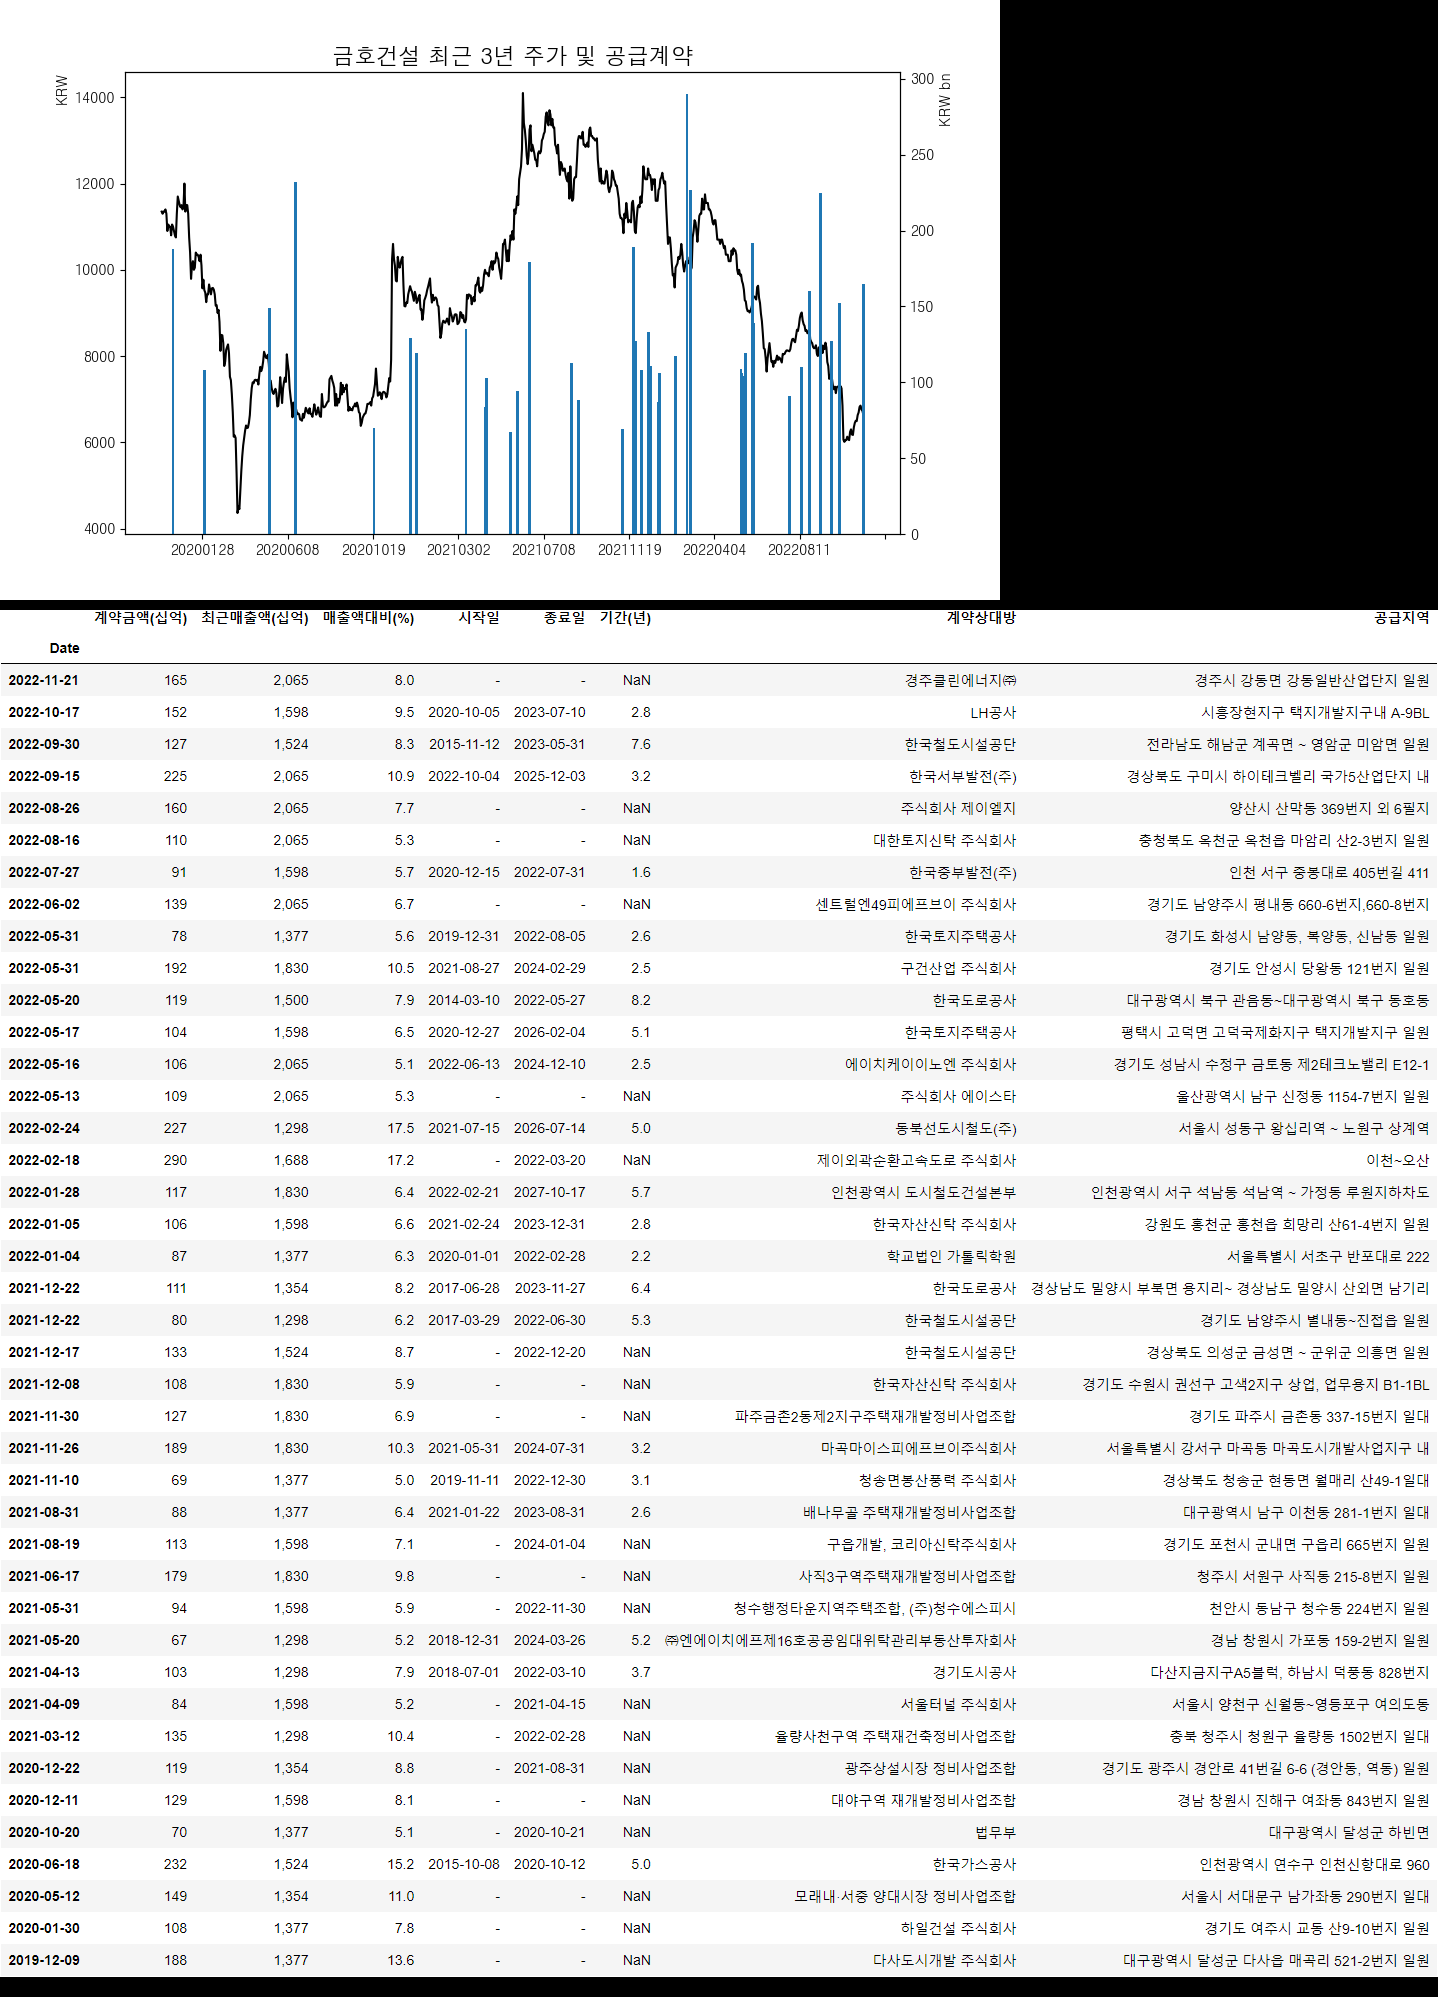 금호건설 최근 3년 주가 및 공급계약
KRW
KRW bn
14000
12000
10000
8000
6000
4000
300
250
200
150
100
50
0
20200128 20200608 20201019 20210302 20210708 20211119 20220404 20220811
계약금액(십억) 최근매출액(십억) 매출액대비(%) 시작일 종료일 기간(년) 계약상대방 공급지역
Date
2022-11-21 165 2,065 8.0 - - NaN 경주클린에너지㈜ 경주시 강동면 강동일반산업단지 일원
2022-10-17 152 1,598 9.5 2020-10-05 2023-07-10 2.8 LH공사 시흥장현지구 택지개발지구내 A-9BL
2022-09-30 127 1,524 8.3 2015-11-12 2023-05-31 7.6 한국철도시설공단 전라남도 해남군 계곡면 ~ 영암군 미암면 일원
2022-09-15 225 2,065 10.9 2022-10-04 2025-12-03 3.2 한국서부발전(주) 경상북도 구미시 하이테크벨리 국가5산업단지 내
2022-08-26 160 2,065 7.7 - - NaN 주식회사 제이엘지 양산시 산막동 369번지 외 6필지
2022-08-16 110 2,065 5.3 - - NaN 대한토지신탁 주식회사 충청북도 옥천군 옥천읍 마암리 산2-3번지 일원
2022-07-27 91 1,598 5.7 2020-12-15 2022-07-31 1.6 한국중부발전(주) 인천 서구 중봉대로 405번길 411
2022-06-02 139 2,065 6.7 - - NaN 센트럴엔49피에프브이 주식회사 경기도 남양주시 평내동 660-6번지,660-8번지
2022-05-31 78 1,377 5.6 2019-12-31 2022-08-05 2.6 한국토지주택공사 경기도 화성시 남양동, 북양동, 신남동 일원
2022-05-31 192 1,830 10.5 2021-08-27 2024-02-29 2.5 구건산업 주식회사 경기도 안성시 당왕동 121번지 일원
2022-05-20 119 1,500 7.9 2014-03-10 2022-05-27 8.2 한국도로공사 대구광역시 북구 관음동~대구광역시 북구 동호동
2022-05-17 104 1,598 6.5 2020-12-27 2026-02-04 5.1 한국토지주택공사 평택시 고덕면 고덕국제화지구 택지개발지구 일원
2022-05-16 106 2,065 5.1 2022-06-13 2024-12-10 2.5 에이치케이이노엔 주식회사 경기도 성남시 수정구 금토동 제2테크노밸리 E12-1
2022-05-13 109 2,065 5.3 - - NaN 주식회사 에이스타 울산광역시 남구 신정동 1154-7번지 일원
2022-02-24 227 1,298 17.5 2021-07-15 2026-07-14 5.0 동북선도시철도(주) 서울시 성동구 왕십리역 ~ 노원구 상계역
2022-02-18 290 1,688 17.2 - 2022-03-20 NaN 제이외곽순환고속도로 주식회사 이천~오산
2022-01-28 117 1,830 6.4 2022-02-21 2027-10-17 5.7 인천광역시 도시철도건설본부 인천광역시 서구 석남동 석남역 ~ 가정동 루원지하차도
2022-01-05 106 1,598 6.6 2021-02-24 2023-12-31 2.8 한국자산신탁 주식회사 강원도 홍천군 홍천읍 희망리 산61-4번지 일원
2022-01-04 87 1,377 6.3 2020-01-01 2022-02-28 2.2 학교법인 가톨릭학원 서울특별시 서초구 반포대로 222
2021-12-22 111 1,354 8.2 2017-06-28 2023-11-27 6.4 한국도로공사 경상남도 밀양시 부북면 용지리~ 경상남도 밀양시 산외면 남기리
2021-12-22 80 1,298 6.2 2017-03-29 2022-06-30 5.3 한국철도시설공단 경기도 남양주시 별내동~진접읍 일원
2021-12-17 133 1,524 8.7 - 2022-12-20 NaN 한국철도시설공단 경상북도 의성군 금성면 ~ 군위군 의흥면 일원
2021-12-08 108 1,830 5.9 - - NaN 한국자산신탁 주식회사 경기도 수원시 권선구 고색2지구 상업, 업무용지 B1-1BL
2021-11-30 127 1,830 6.9 - - NaN 파주금촌2동제2지구주택재개발정비사업조합 경기도 파주시 금촌동 337-15번지 일대
2021-11-26 189 1,830 10.3 2021-05-31 2024-07-31 3.2 마곡마이스피에프브이주식회사 서울특별시 강서구 마곡동 마곡도시개발사업지구 내
2021-11-10 69 1,377 5.0 2019-11-11 2022-12-30 3.1 청송면봉산풍력 주식회사 경상북도 청송군 현동면 월매리 산49-1일대
2021-08-31 88 1,377 6.4 2021-01-22 2023-08-31 2.6 배나무골 주택재개발정비사업조합 대구광역시 남구 이천동 281-1번지 일대
2021-08-19 113 1,598 7.1 - 2024-01-04 NaN 구읍개발, 코리아신탁주식회사 경기도 포천시 군내면 구읍리 665번지 일원
2021-06-17 179 1,830 9.8 - - NaN 사직3구역주택재개발정비사업조합 청주시 서원구 사직동 215-8번지 일원
2021-05-31 94 1,598 5.9 - 2022-11-30 NaN 청수행정타운지역주택조합, (주)청수에스피시 천안시 동남구 청수동 224번지 일원
2021-05-20 67 1,298 5.2 2018-12-31 2024-03-26 5.2 ㈜엔에이치에프제16호공공임대위탁관리부동산투자회사 경남 창원시 가포동 159-2번지 일원
2021-04-13 103 1,298 7.9 2018-07-01 2022-03-10 3.7 경기도시공사 다산지금지구A5블럭, 하남시 덕풍동 828번지
2021-04-09 84 1,598 5.2 - 2021-04-15 NaN 서울터널 주식회사 서울시 양천구 신월동~영등포구 여의도동
2021-03-12 135 1,298 10.4 - 2022-02-28 NaN 율량사천구역 주택재건축정비사업조합 충북 청주시 청원구 율량동 1502번지 일대
2020-12-22 119 1,354 8.8 - 2021-08-31 NaN 광주상설시장 정비사업조합 경기도 광주시 경안로 41번길 6-6 (경안동, 역동) 일원
2020-12-11 129 1,598 8.1 - - NaN 대야구역 재개발정비사업조합 경남 창원시 진해구 여좌동 843번지 일원
2020-10-20 70 1,377 5.1 - 2020-10-21 NaN 법무부 대구광역시 달성군 하빈면
2020-06-18 232 1,524 15.2 2015-10-08 2020-10-12 5.0 한국가스공사 인천광역시 연수구 인천신항대로 960
2020-05-12 149 1,354 11.0 - - NaN 모래내·서중 양대시장 정비사업조합 서울시 서대문구 남가좌동 290번지 일대
2020-01-30 108 1,377 7.8 - - NaN 하일건설 주식회사 경기도 여주시 교동 산9-10번지 일원
2019-12-09 188 1,377 13.6 - - NaN 다사도시개발 주식회사 대구광역시 달성군 다사읍 매곡리 521-2번지 일원